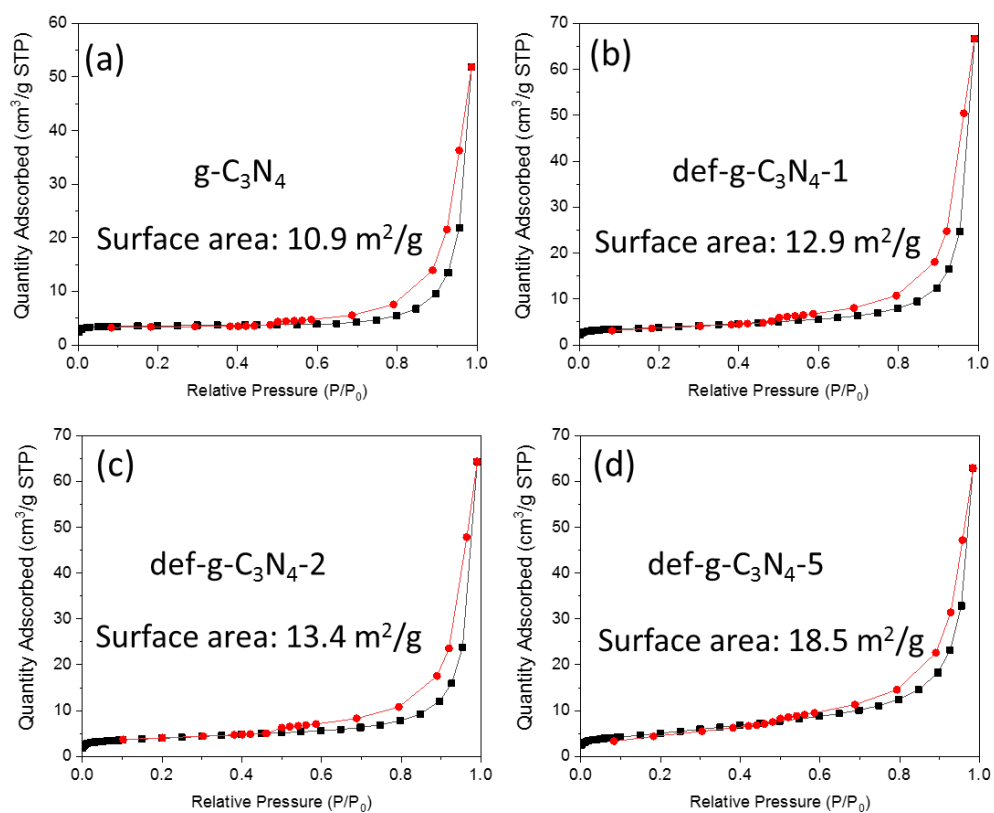 (a)
g-C₃N₄
Surface area: 10.9 m²/g
Quantity Adscorbed (cm³/g STP)
60
50
40
30
20
10
0
0.0 0.2 0.4 0.6 0.8 1.0
Relative Pressure (P/P₀)
(b)
def-g-C₃N₄-1
Surface area: 12.9 m²/g
Quantity Adscorbed (cm³/g STP)
70
60
50
40
30
20
10
0
0.0 0.2 0.4 0.6 0.8 1.0
Relative Pressure (P/P₀)
(c)
def-g-C₃N₄-2
Surface area: 13.4 m²/g
Quantity Adscorbed (cm³/g STP)
70
60
50
40
30
20
10
0
0.0 0.2 0.4 0.6 0.8 1.0
Relative Pressure (P/P₀)
(d)
def-g-C₃N₄-5
Surface area: 18.5 m²/g
Quantity Adscorbed (cm³/g STP)
70
60
50
40
30
20
10
0
0.0 0.2 0.4 0.6 0.8 1.0
Relative Pressure (P/P₀)